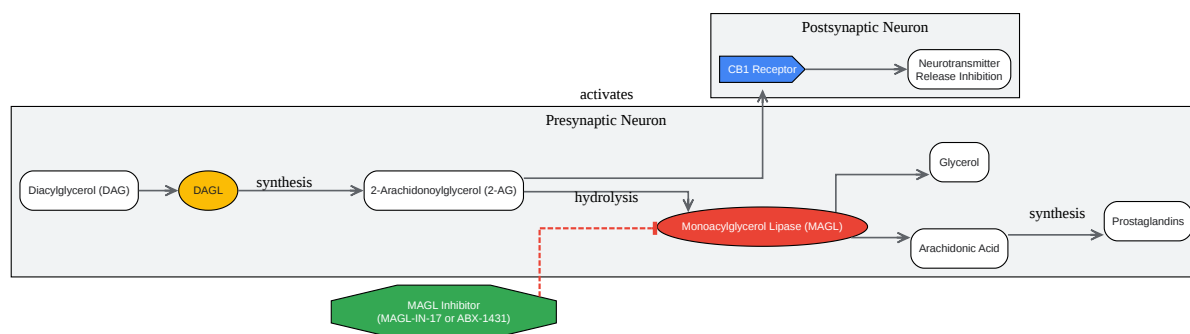 Postsynaptic Neuron
CB1 Receptor
Neurotransmitter
Release Inhibition
activates
Presynaptic Neuron
Diacylglycerol (DAG)
DAGL
synthesis
2-Arachidonoylglycerol (2-AG)
hydrolysis
Monoacylglycerol Lipase (MAGL)
Glycerol
Arachidonic Acid
synthesis
Prostaglandins
MAGL Inhibitor
(MAGL-IN-17 or ABX-1431)